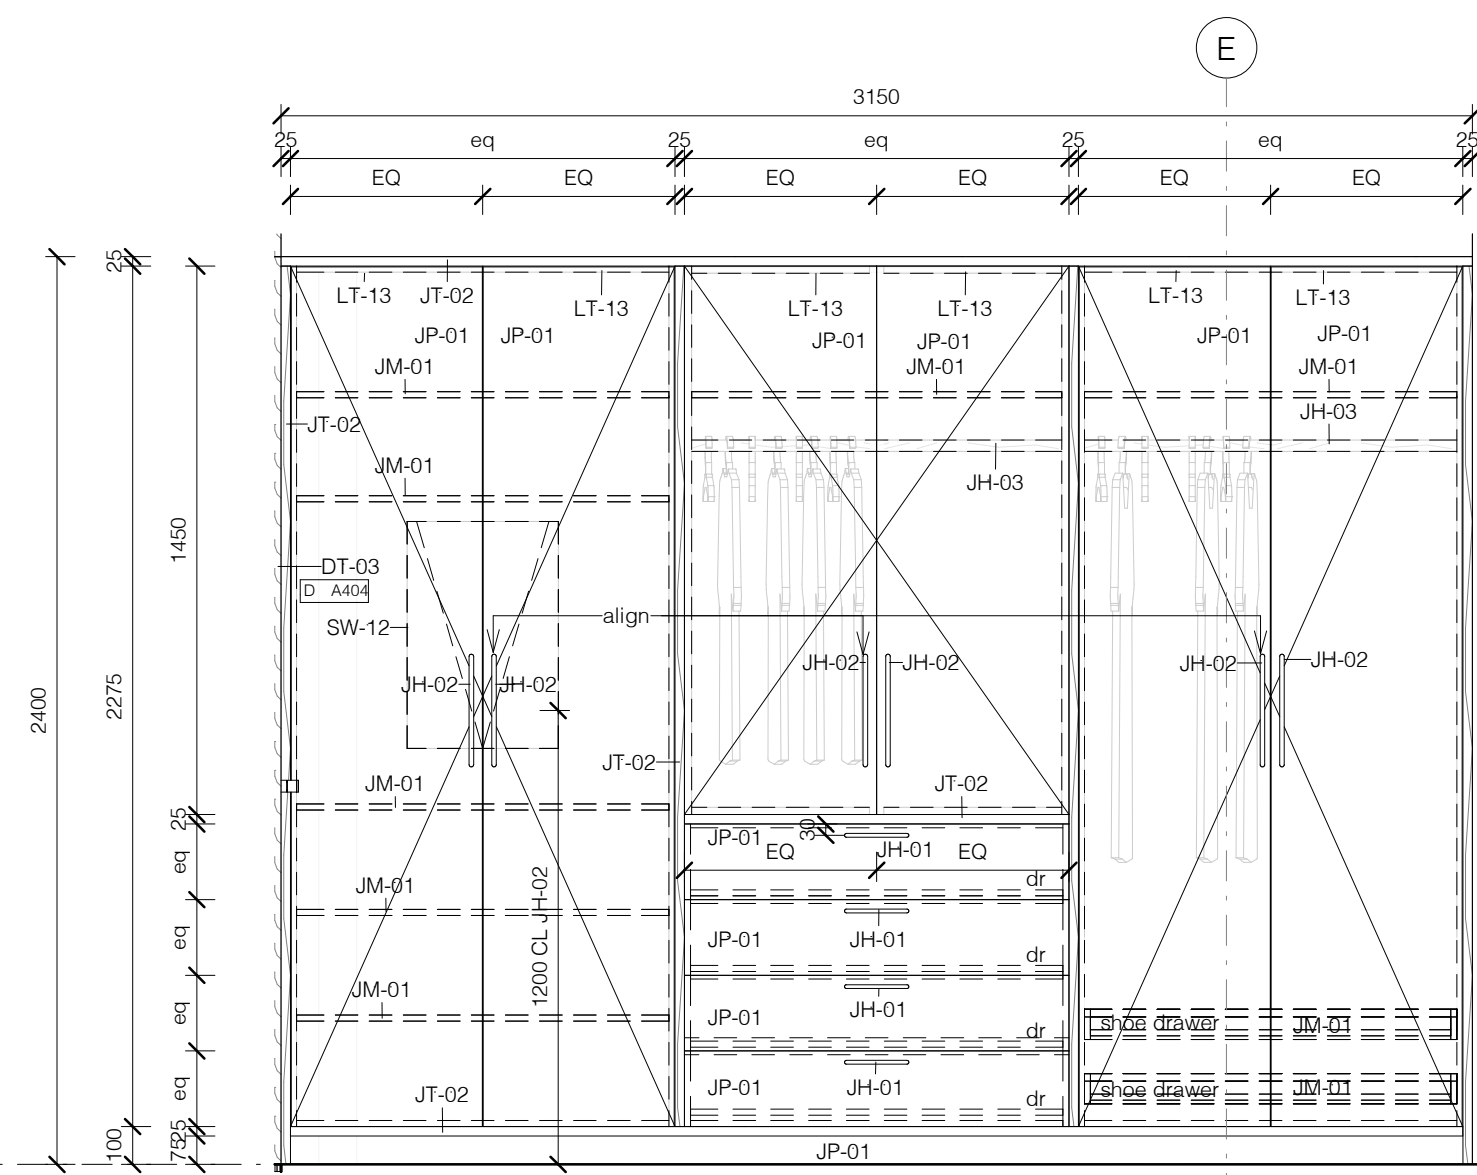 E
3150
25 eq 25 eq 25 eq 25
EQ EQ EQ EQ EQ EQ
25
LT-13 JT-02 LT-13 LT-13 LT-13 LT-13 LT-13
JP-01 JP-01 JP-01 JP-01 JP-01 JP-01
JM-01 JM-01 JM-01
JT-02 JH-03
JM-01 JH-03
1450
DT-03
D A404
SW-12 align
JH-02 JH-02 JH-02 JH-02 JH-02 JH-02
2400
2275
JT-02
JM-01 JT-02
25 30
JP-01 JH-01
EQ EQ
eq dr
JM-01
1200 CL JH-02
eq JP-01 JH-01
dr
JM-01
eq JP-01 JH-01
dr
shoe drawer JM-01
eq JP-01 JH-01
dr
shoe drawer JM-01
JT-02
25
100
75
JP-01